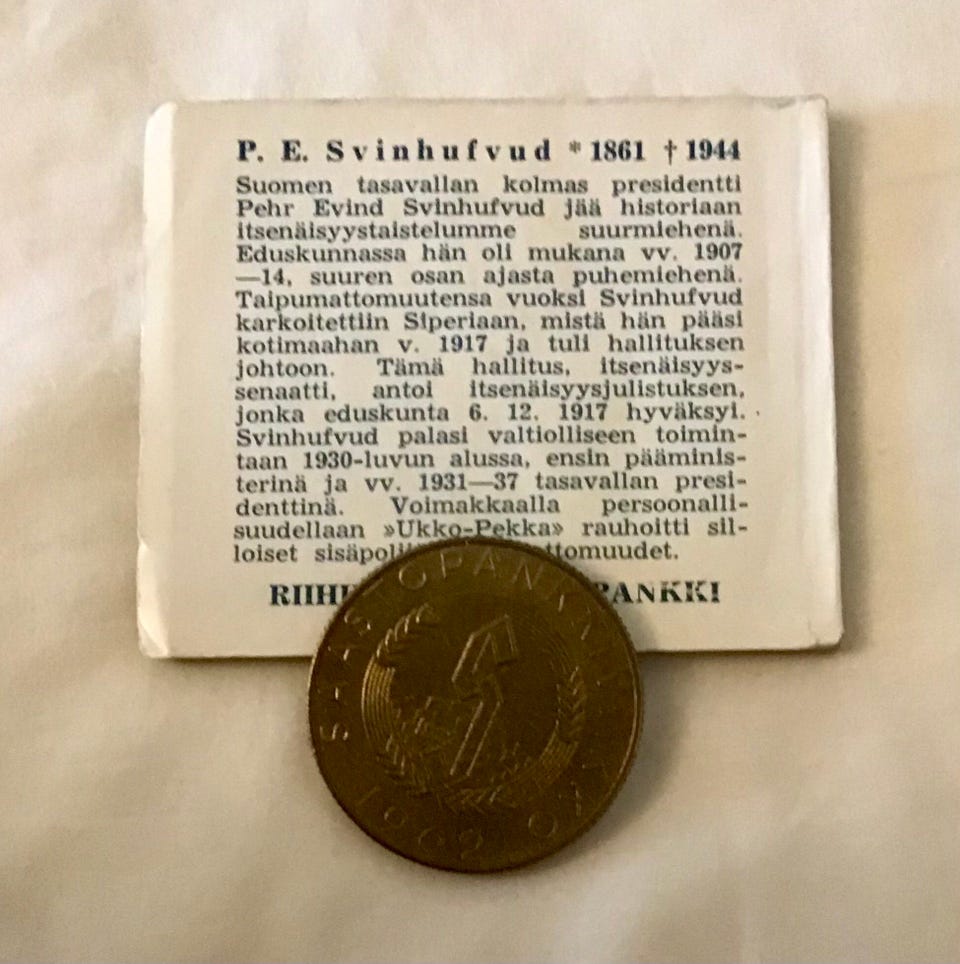 P. E. Svinhufvud * 1861 † 1944
Suomen tasavallan kolmas presidentti
Pehr Evind Svinhufvud jää historiaan
itsenäisyystaistelumme suurmiehenä.
Eduskunnassa hän oli mukana vv. 1907
—14, suuren osan ajasta puhemiehenä.
Taipumattomuutensa vuoksi Svinhufvud
karkoitettiin Siperiaan, mistä hän pääsi
kotimaahan v. 1917 ja tuli hallituksen
johtoon. Tämä hallitus, itsenäisyys-
senaatti, antoi itsenäisyysjulistuksen,
jonka eduskunta 6. 12. 1917 hyväksyi.
Svinhufvud palasi valtiolliseen toimin-
taan 1930-luvun alussa, ensin pääminis-
terinä ja vv. 1931—37 tasavallan presi-
denttinä. Voimakkaalla persoonalli-
suudellaan »Ukko-Pekka» rauhoitti sil-
loiset sisäpoli ttomuudet.
RIIHI PANKKI
1962